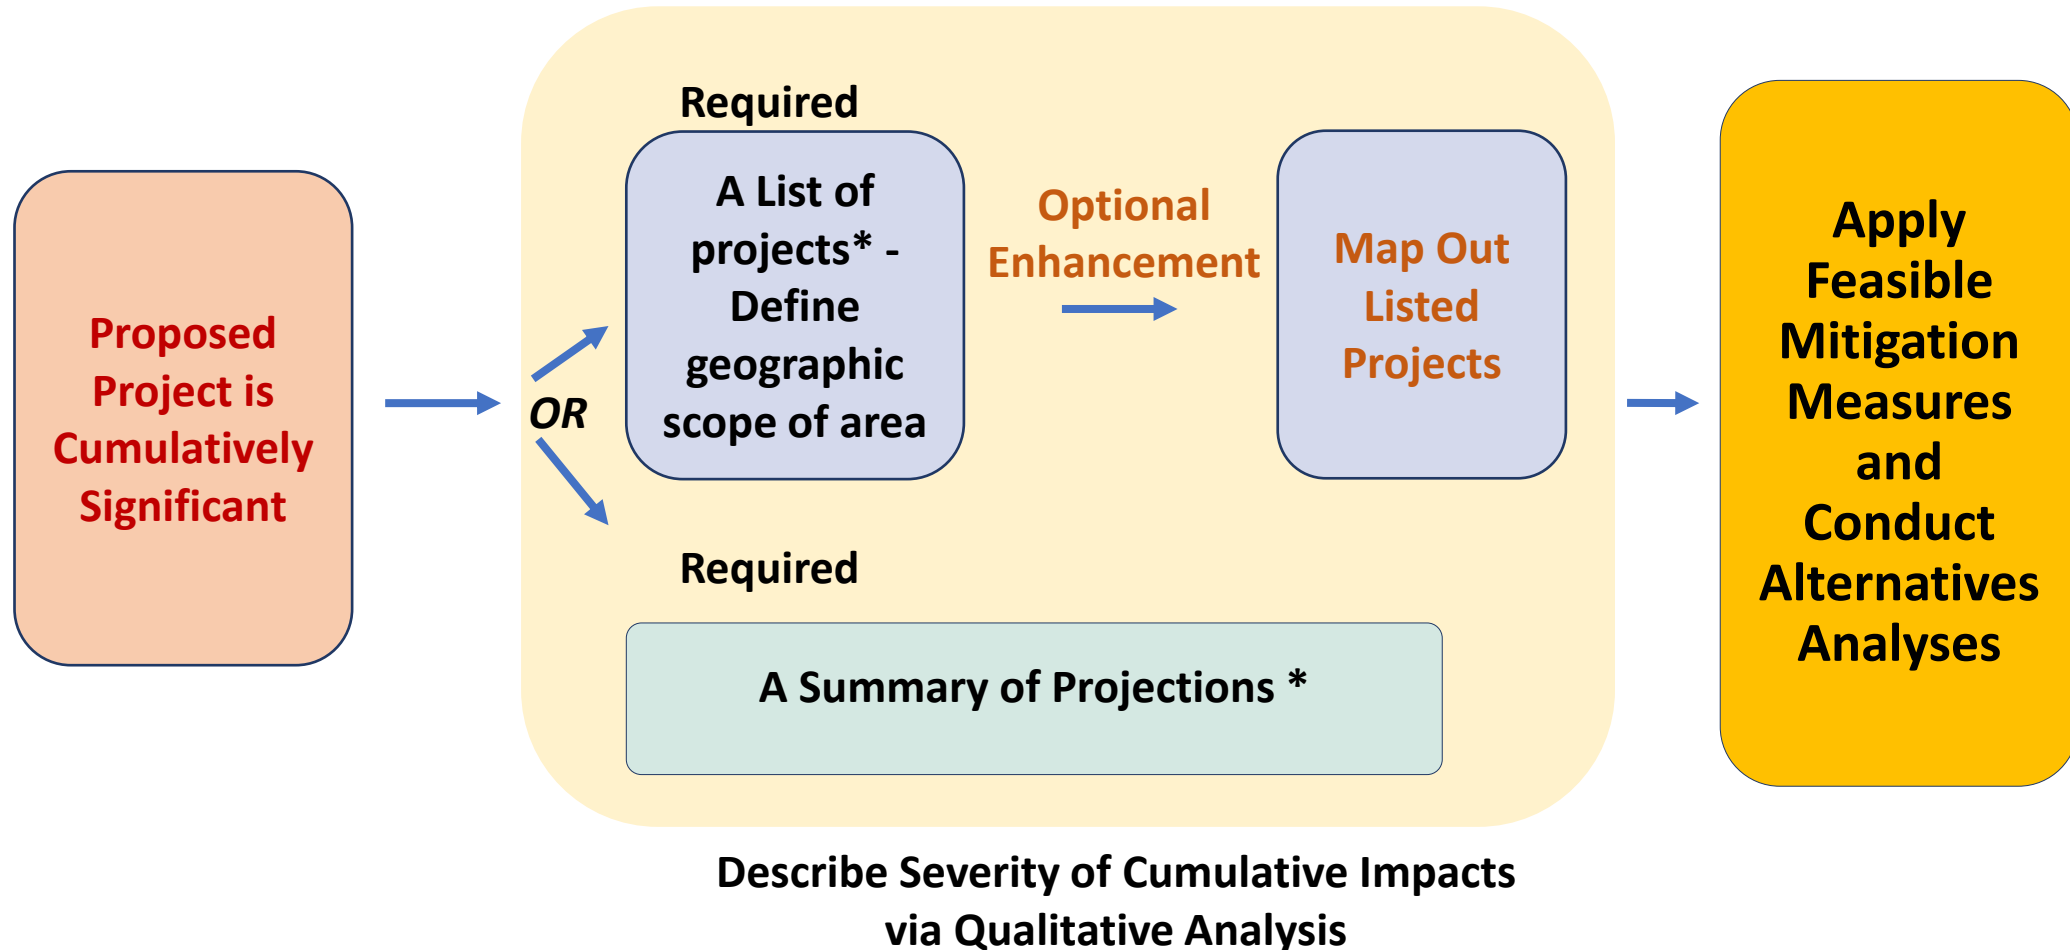 Proposed
Project is
Cumulatively
Significant
OR
Required
A List of
projects* -
Define
geographic
scope of area
Optional
Enhancement
Map Out
Listed
Projects
Required
A Summary of Projections *
Describe Severity of Cumulative Impacts
via Qualitative Analysis
Apply
Feasible
Mitigation
Measures
and
Conduct
Alternatives
Analyses